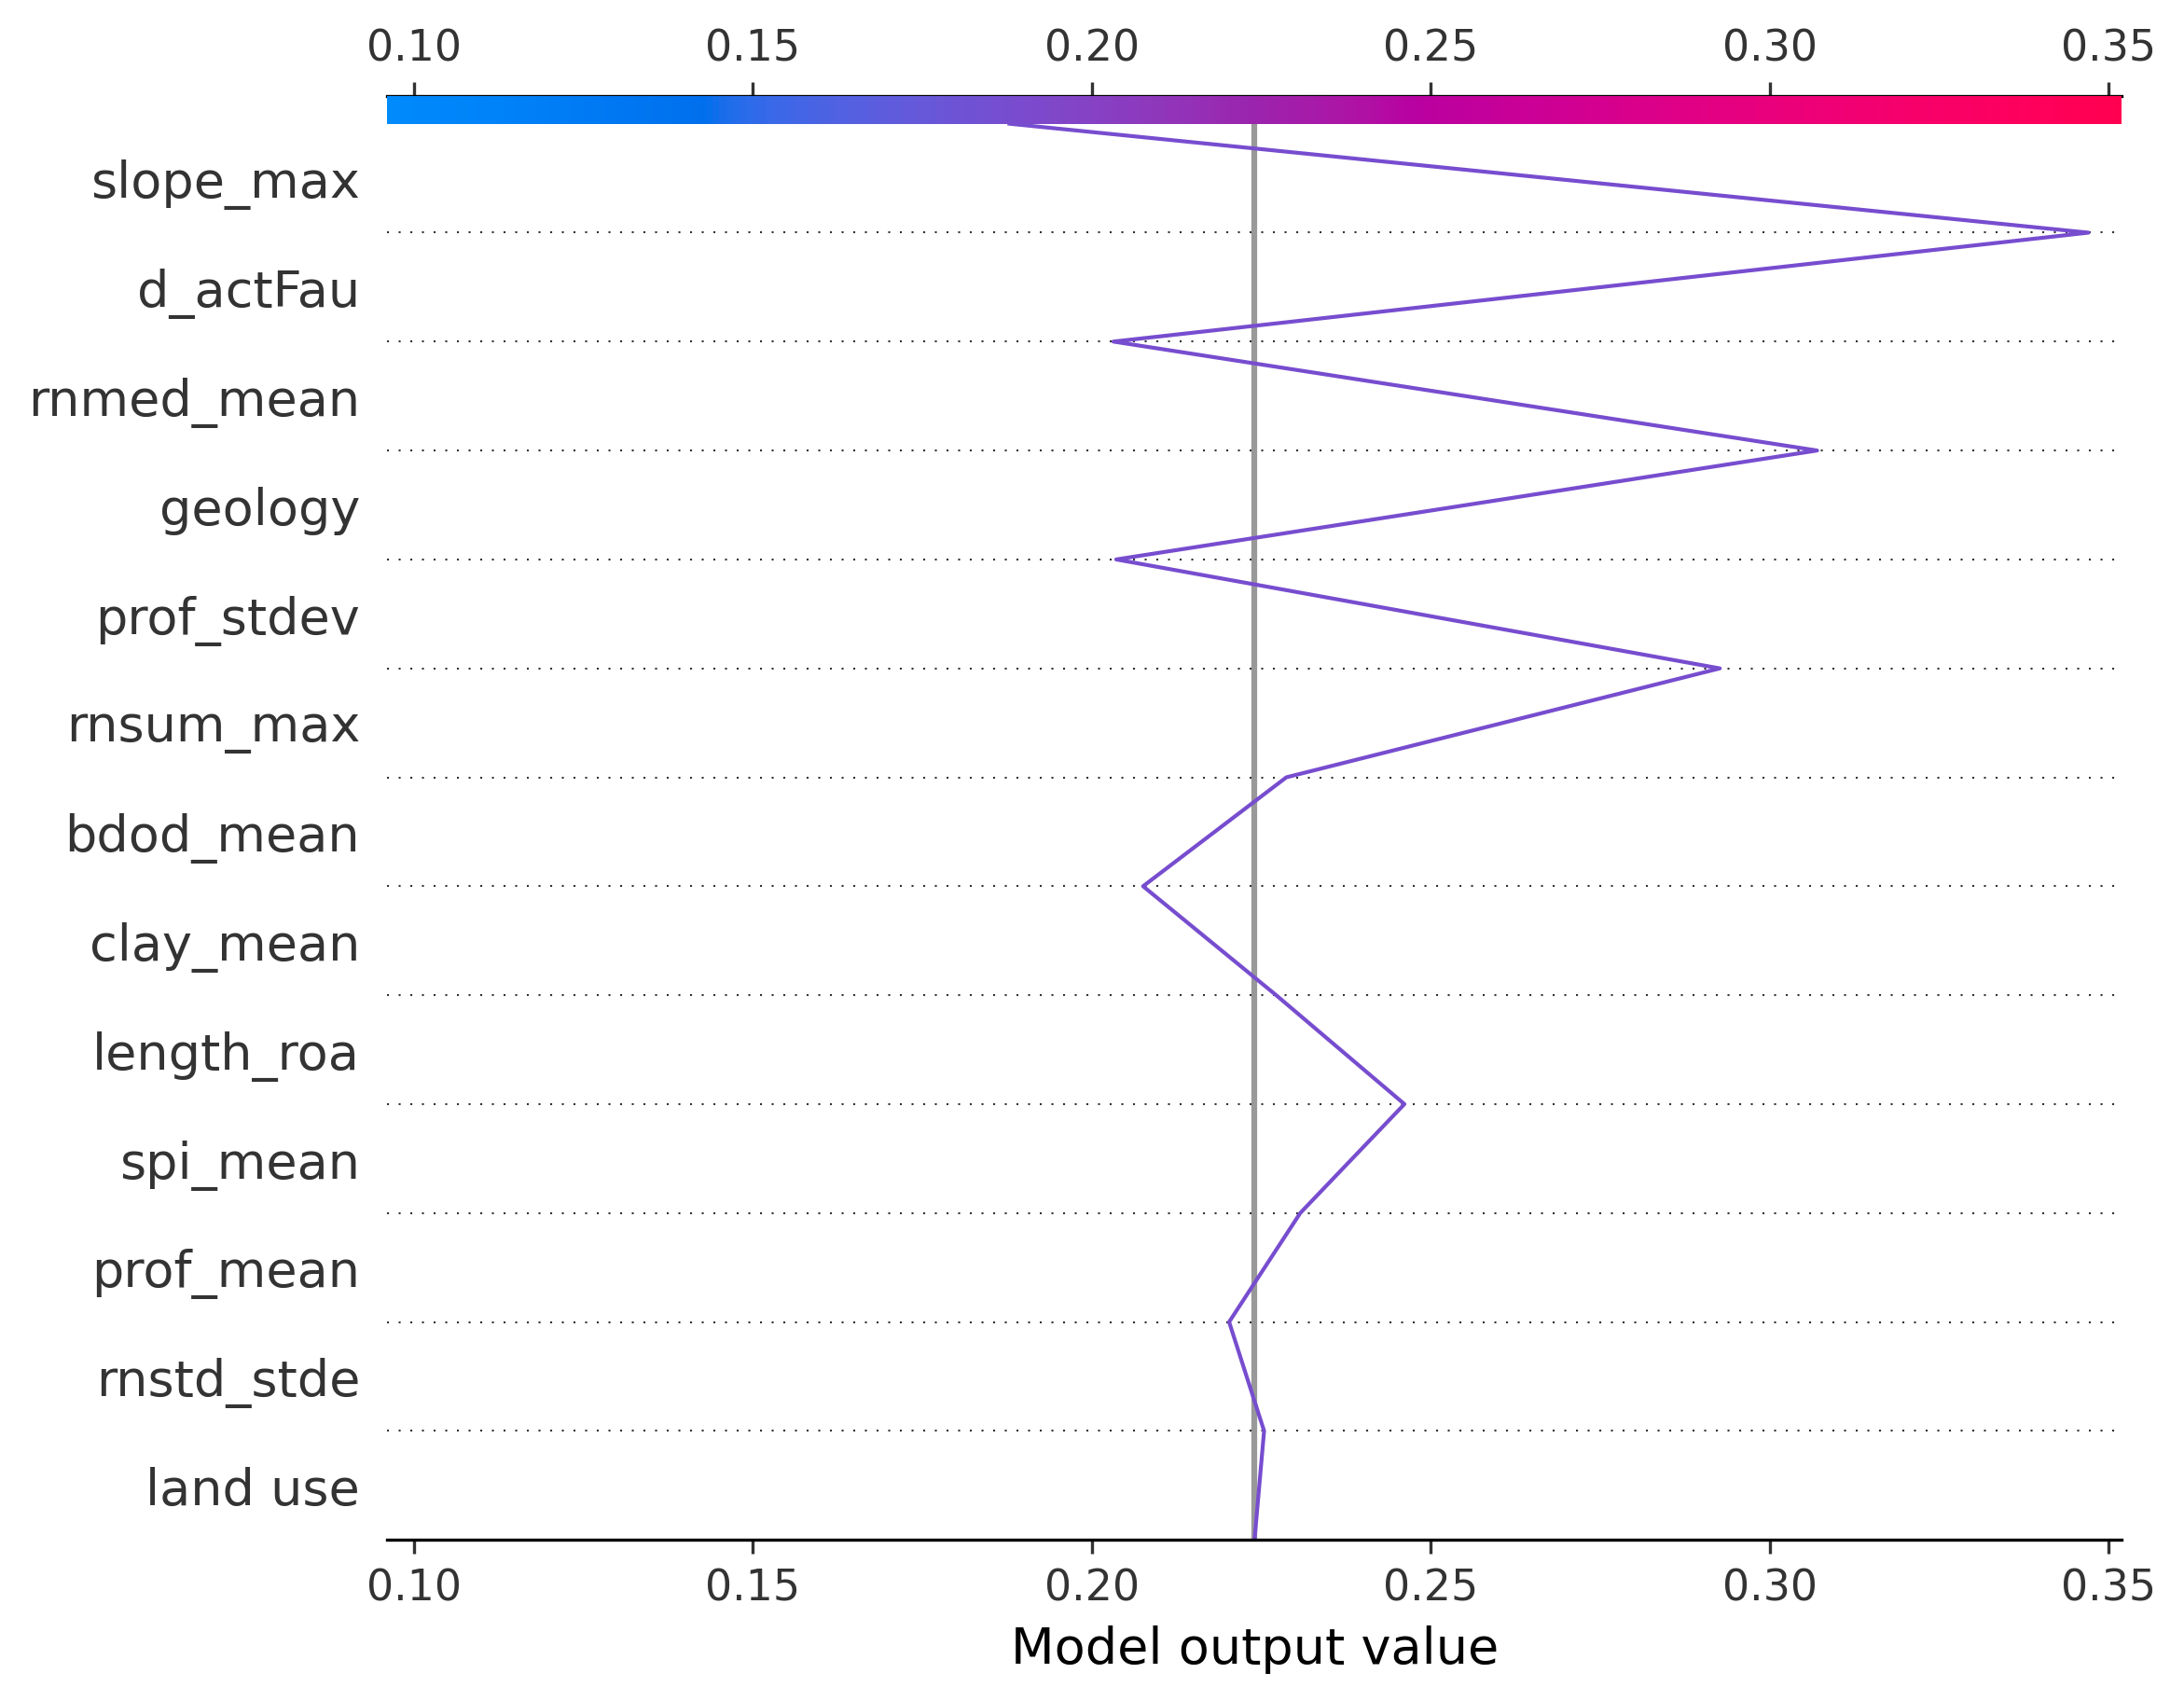 0.10 0.15 0.20 0.25 0.30 0.35
slope_max
d_actFau
rnmed_mean
geology
prof_stdev
rnsum_max
bdod_mean
clay_mean
length_roa
spi_mean
prof_mean
rnstd_stde
land use
0.10 0.15 0.20 0.25 0.30 0.35
Model output value